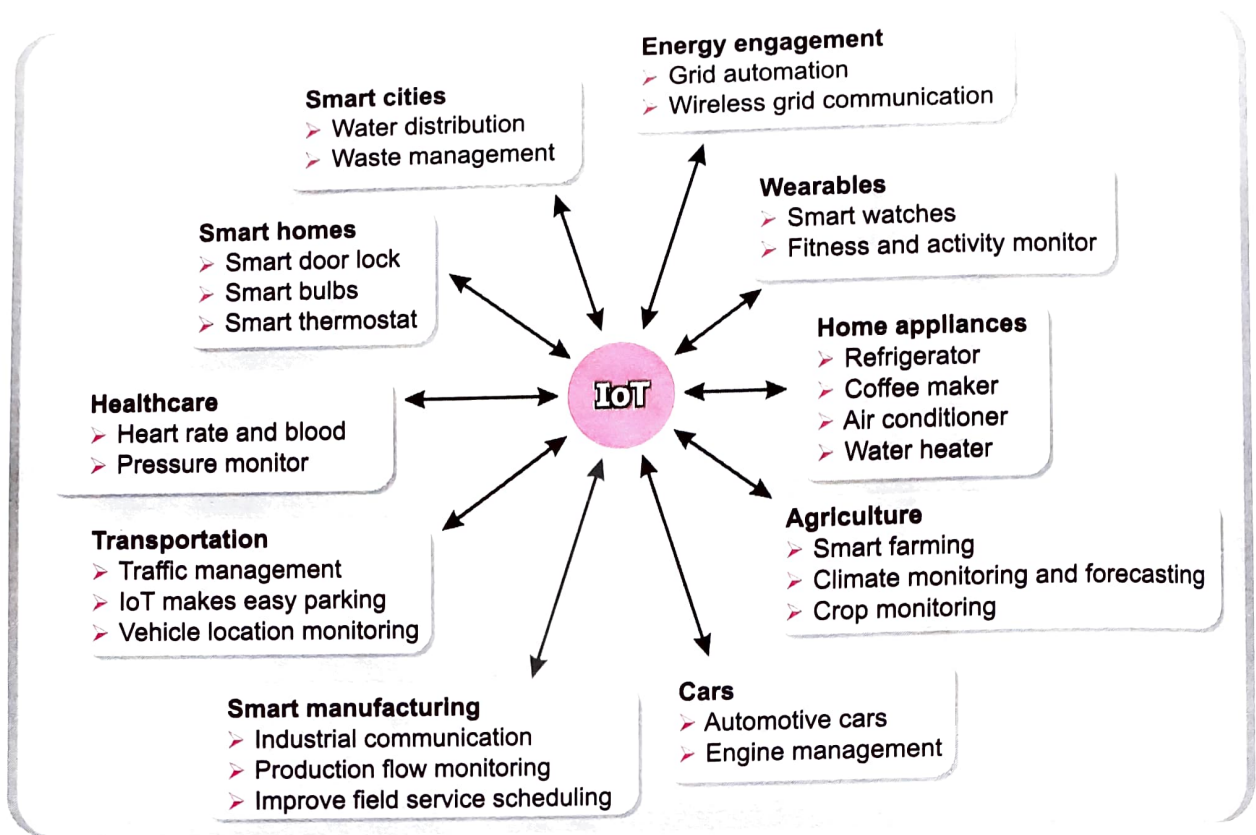 Energy engagement
Grid automation
Wireless grid communication
Smart cities
Water distribution
Waste management
Wearables
Smart watches
Fitness and activity monitor
Smart homes
Smart door lock
Smart bulbs
Smart thermostat
Home appliances
Refrigerator
Coffee maker
Air conditioner
Water heater
IoT
Healthcare
Heart rate and blood
Pressure monitor
Agriculture
Smart farming
Climate monitoring and forecasting
Crop monitoring
Transportation
Traffic management
IoT makes easy parking
Vehicle location monitoring
Cars
Automotive cars
Engine management
Smart manufacturing
Industrial communication
Production flow monitoring
Improve field service scheduling